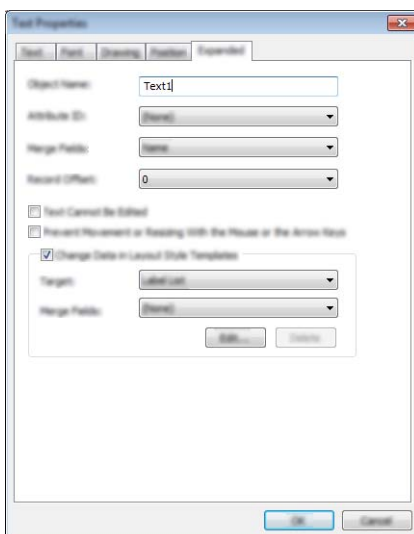 Text Properties
Text Font Drawing Position Expanded
Object Name: Text1
Attribute ID: (None)
Merge Fields: Name
Record Offset: 0
Text Cannot Be Edited
Prevent Movement or Resizing With the Mouse or the Arrow Keys
Change Data in Layout Style Templates
Target: Label List
Merge Fields: (None)
Edit... Delete
OK Cancel